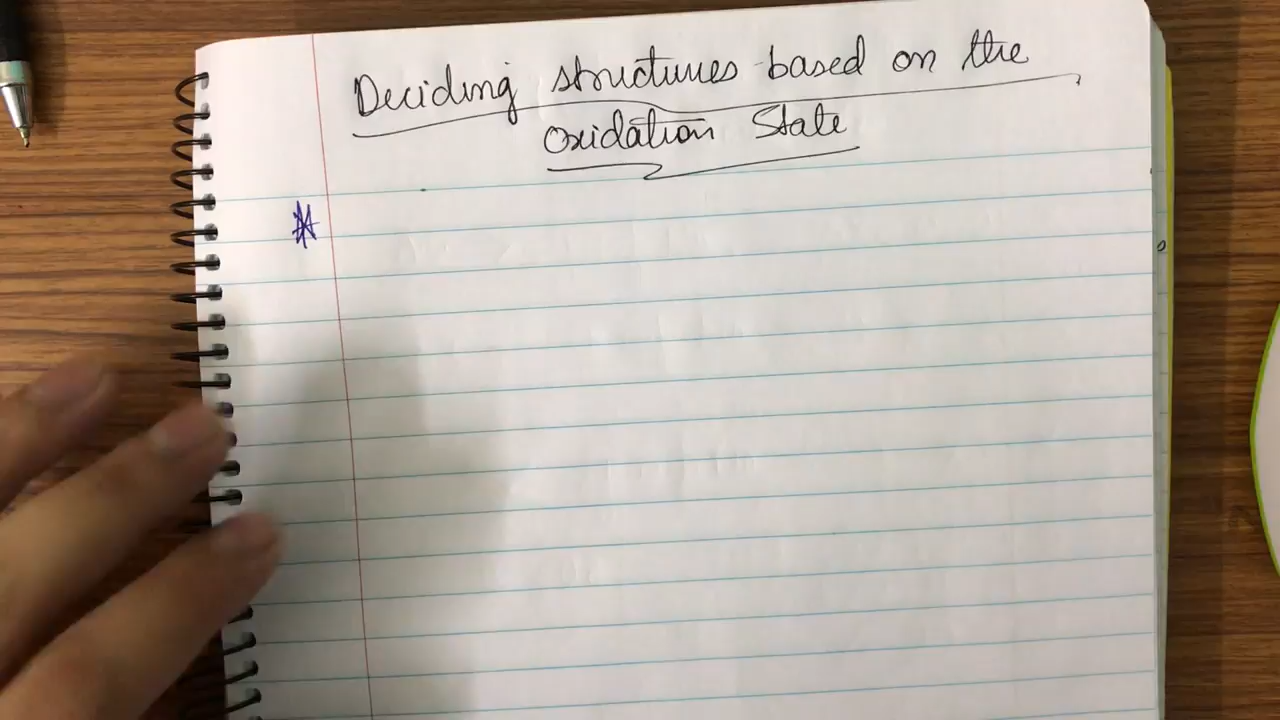 Deciding structures based on the
Oxidation State
*